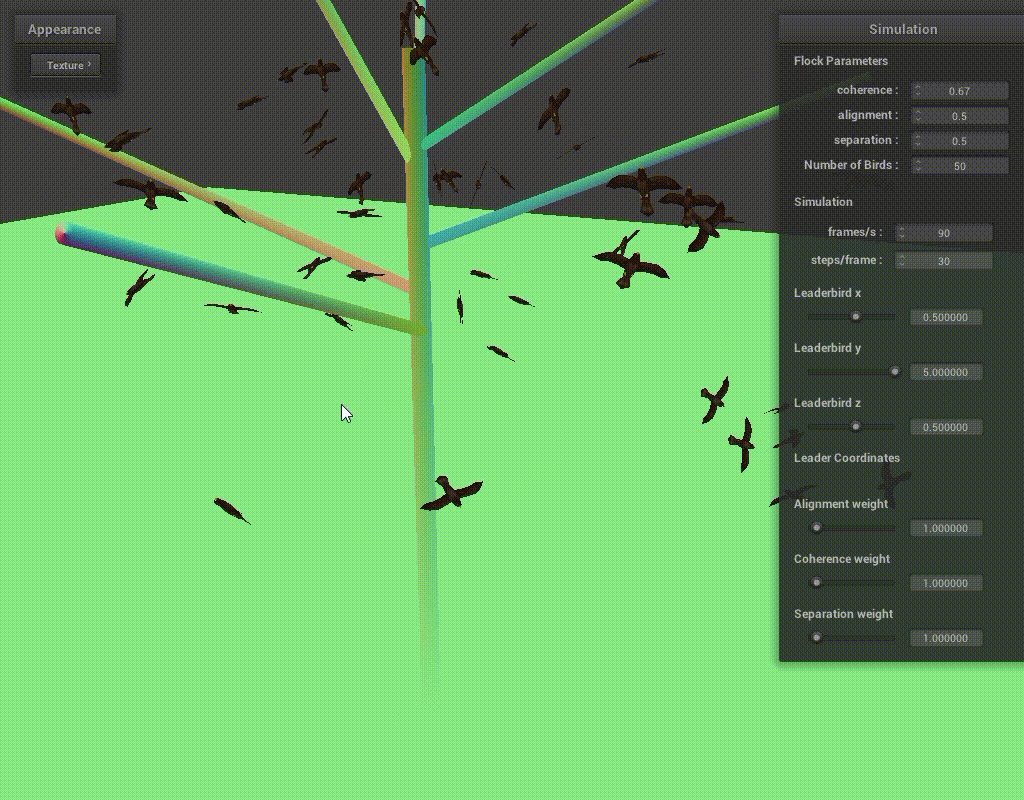 Appearance
Texture
Simulation
Flock Parameters
coherence : 0.67
alignment : 0.5
separation : 0.5
Number of Birds : 50
Simulation
frames/s : 90
steps/frame : 30
Leaderbird x
0.500000
Leaderbird y
5.000000
Leaderbird z
0.500000
Leader Coordinates
Alignment weight
1.000000
Coherence weight
1.000000
Separation weight
1.000000